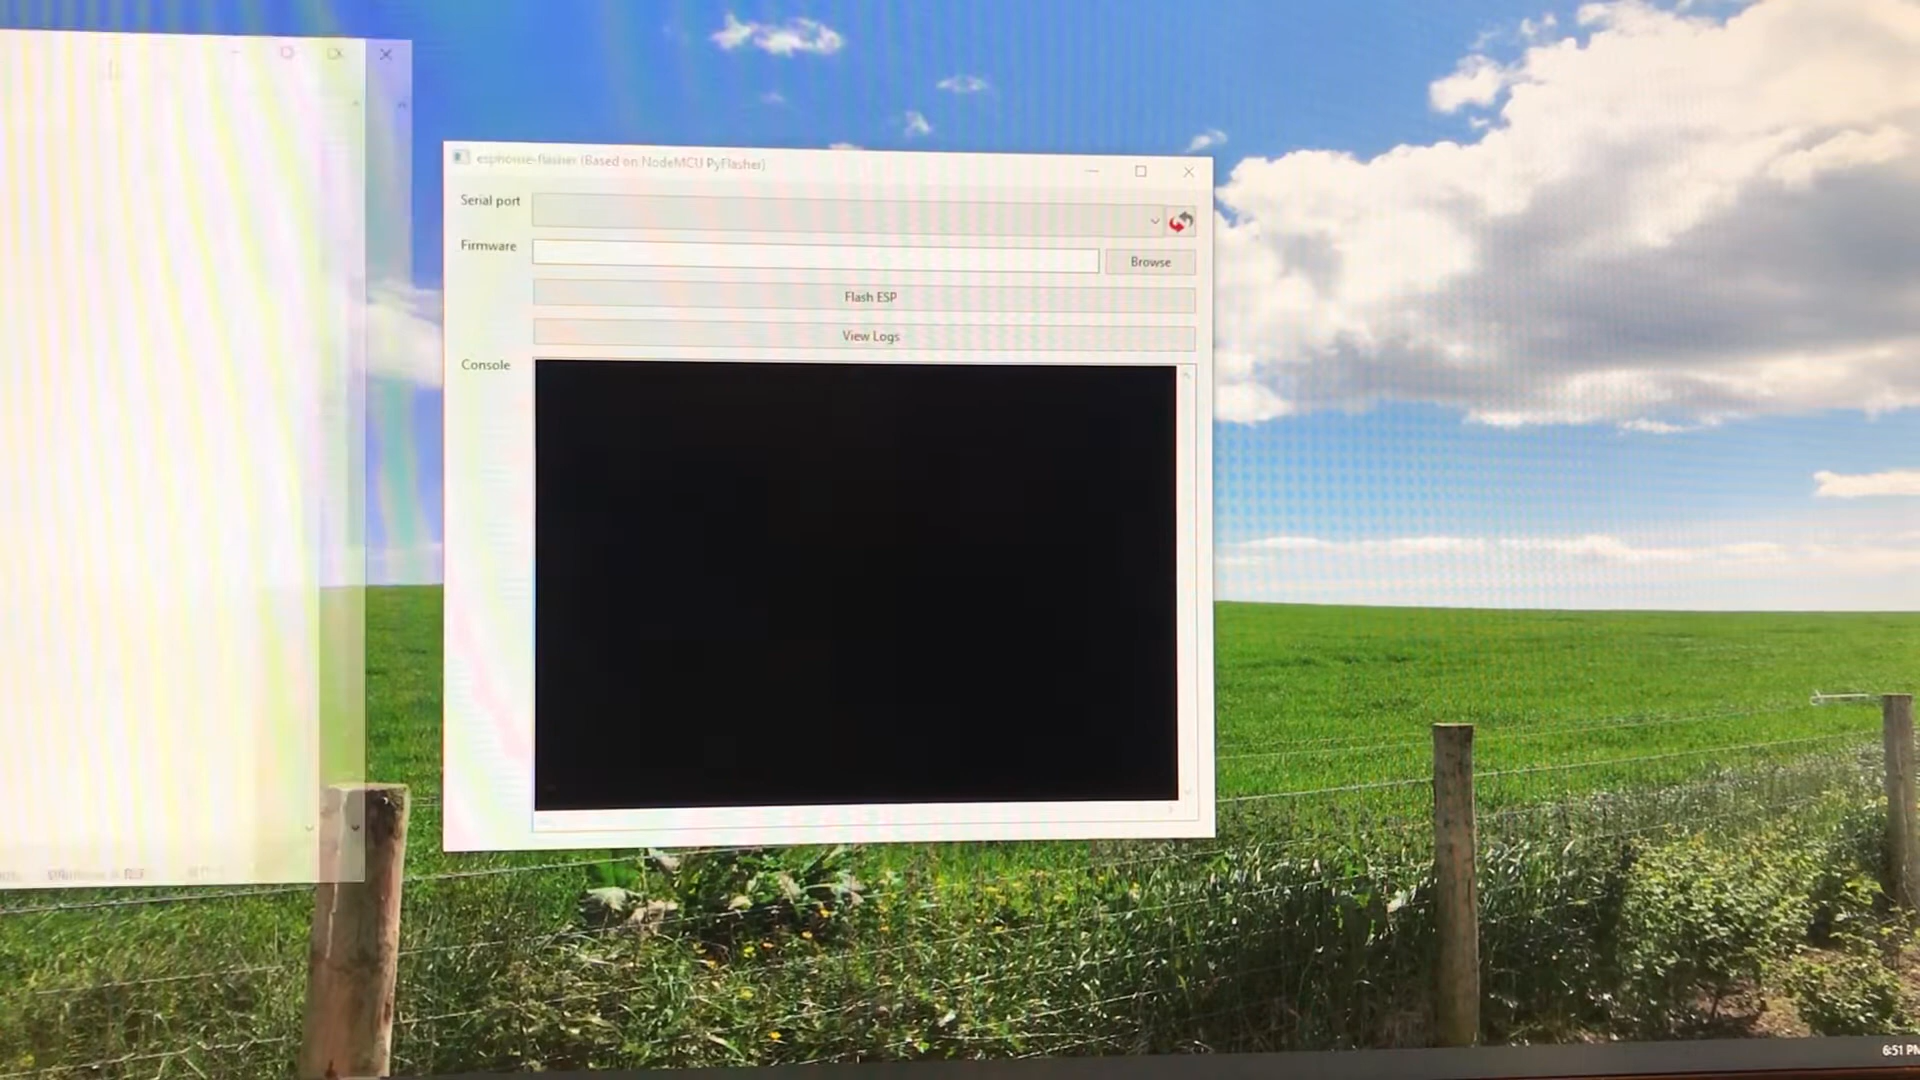 esphome-flasher (Based on NodeMCU PyFlasher)
Serial port
Firmware
Browse
Flash ESP
View Logs
Console
6:51 PM